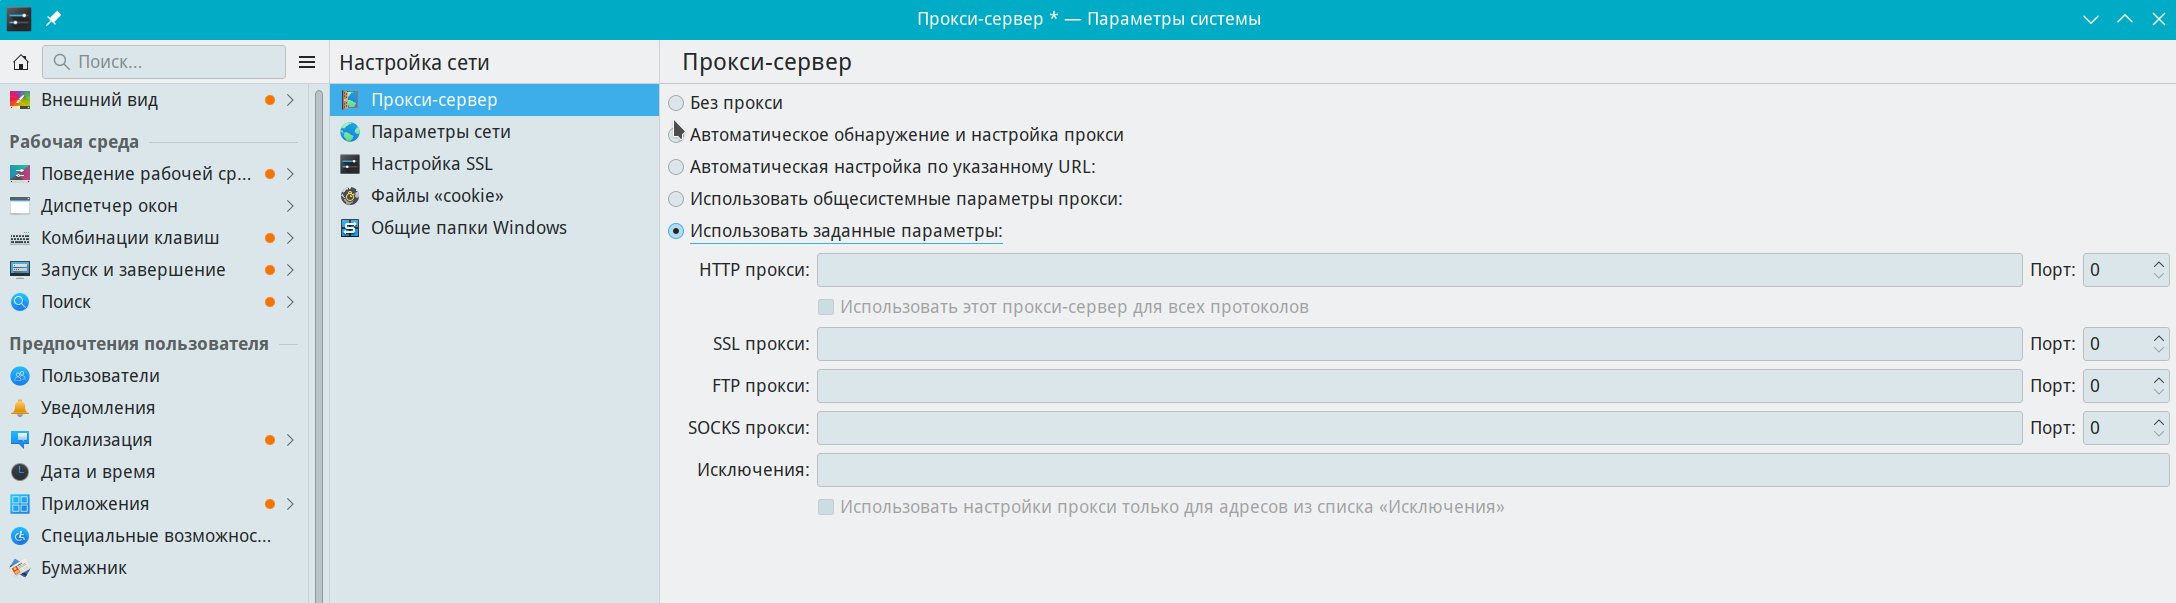 Прокси-сервер * — Параметры системы
Поиск...
Внешний вид
Рабочая среда
Поведение рабочей ср...
Диспетчер окон
Комбинации клавиш
Запуск и завершение
Поиск
Предпочтения пользователя
Пользователи
Уведомления
Локализация
Дата и время
Приложения
Специальные возможнос...
Бумажник
Настройка сети
Прокси-сервер
Параметры сети
Настройка SSL
Файлы «cookie»
Общие папки Windows
Прокси-сервер
Без прокси
Автоматическое обнаружение и настройка прокси
Автоматическая настройка по указанному URL:
Использовать общесистемные параметры прокси:
Использовать заданные параметры:
HTTP прокси: Порт: 0
Использовать этот прокси-сервер для всех протоколов
SSL прокси: Порт: 0
FTP прокси: Порт: 0
SOCKS прокси: Порт: 0
Исключения:
Использовать настройки прокси только для адресов из списка «Исключения»